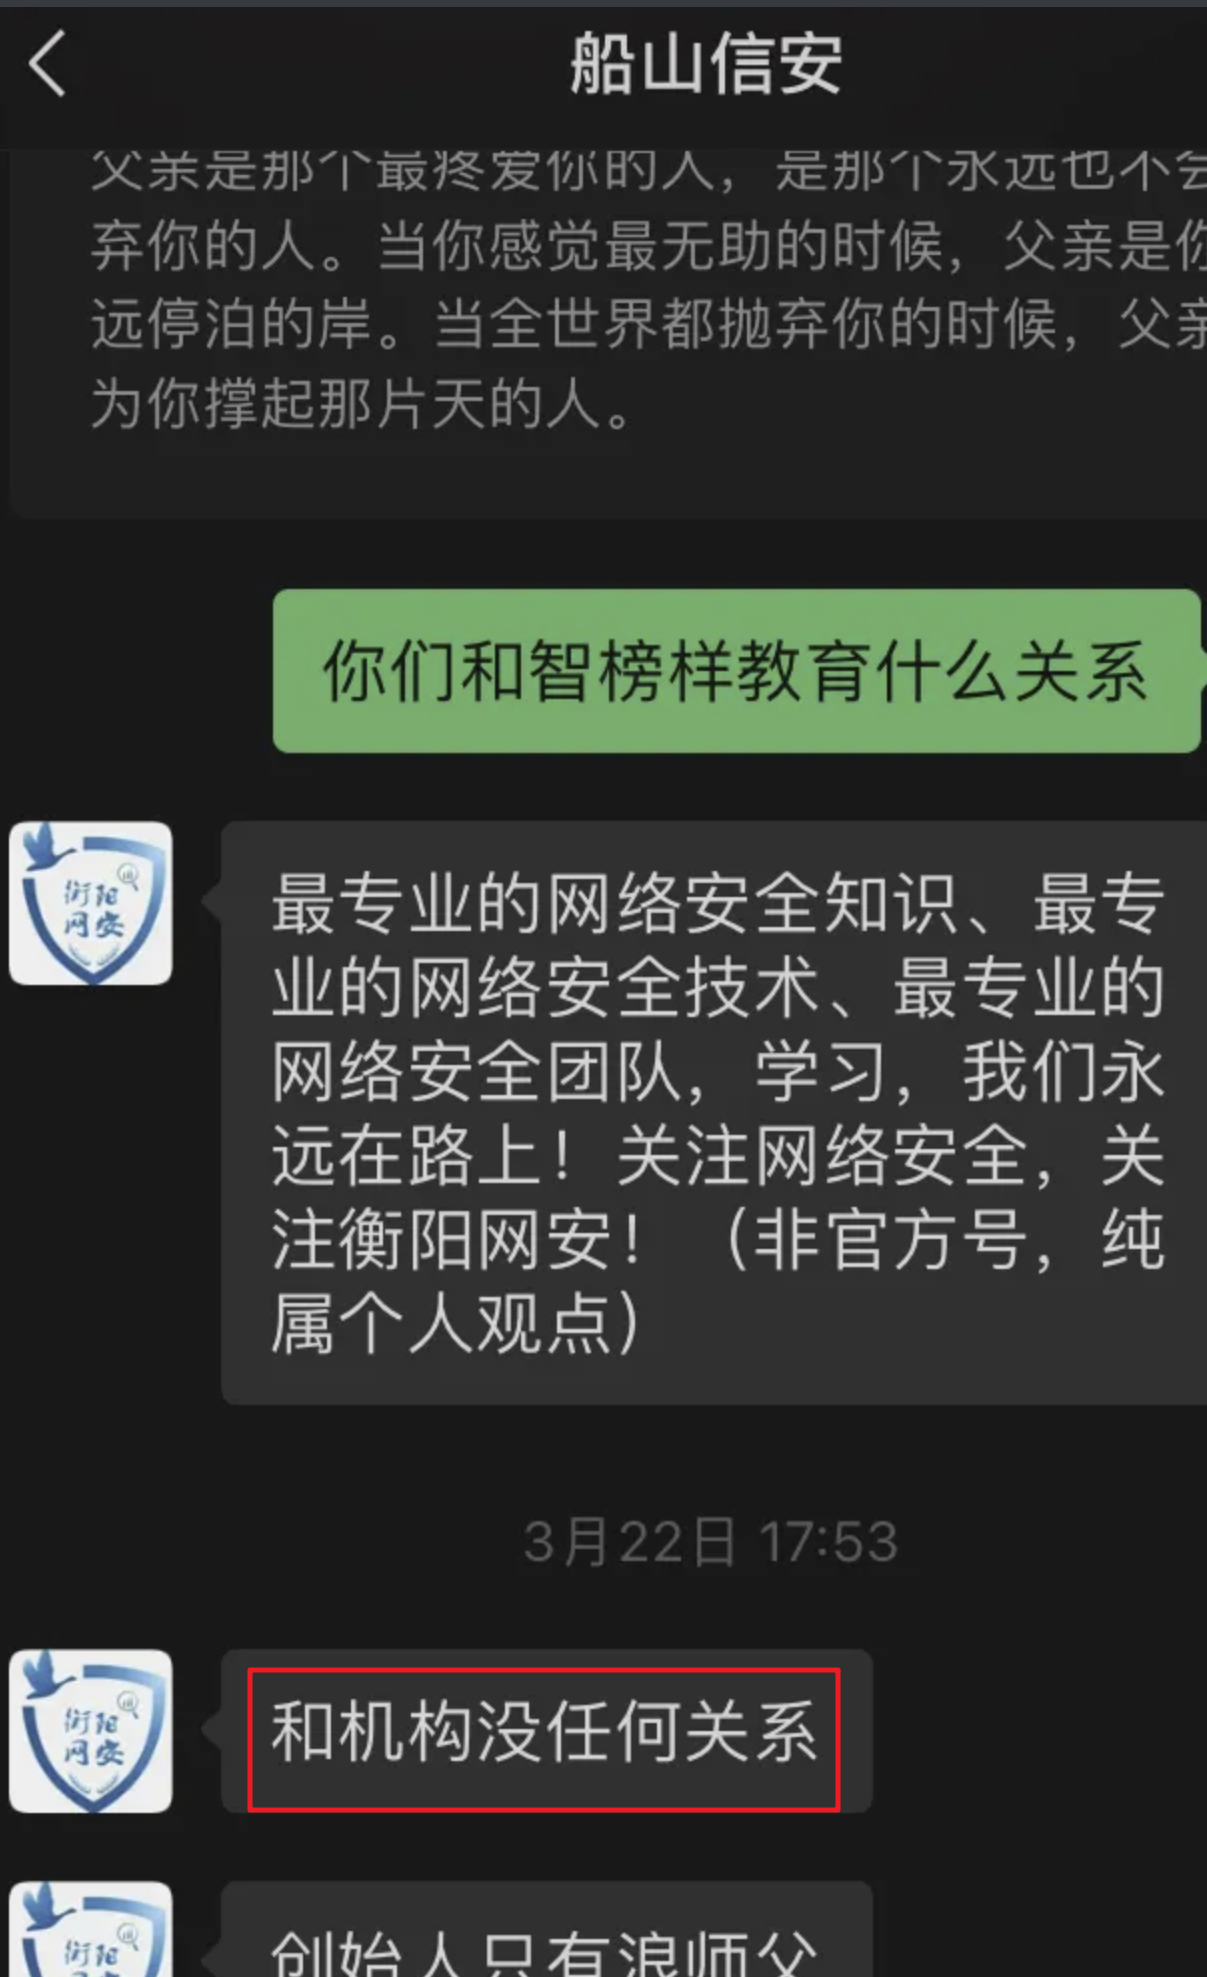 船山信安
父亲是那个最疼爱你的人，是那个永远也不会
弃你的人。当你感觉最无助的时候，父亲是你
远停泊的岸。当全世界都抛弃你的时候，父亲
为你撑起那片天的人。
你们和智榜样教育什么关系
衡阳
网安
最专业的网络安全知识、最专
业的网络安全技术、最专业的
网络安全团队，学习，我们永
远在路上！关注网络安全，关
注衡阳网安！（非官方号，纯
属个人观点）
3月22日 17:53
衡阳
网安
和机构没任何关系
衡阳
创始人只有浪师父